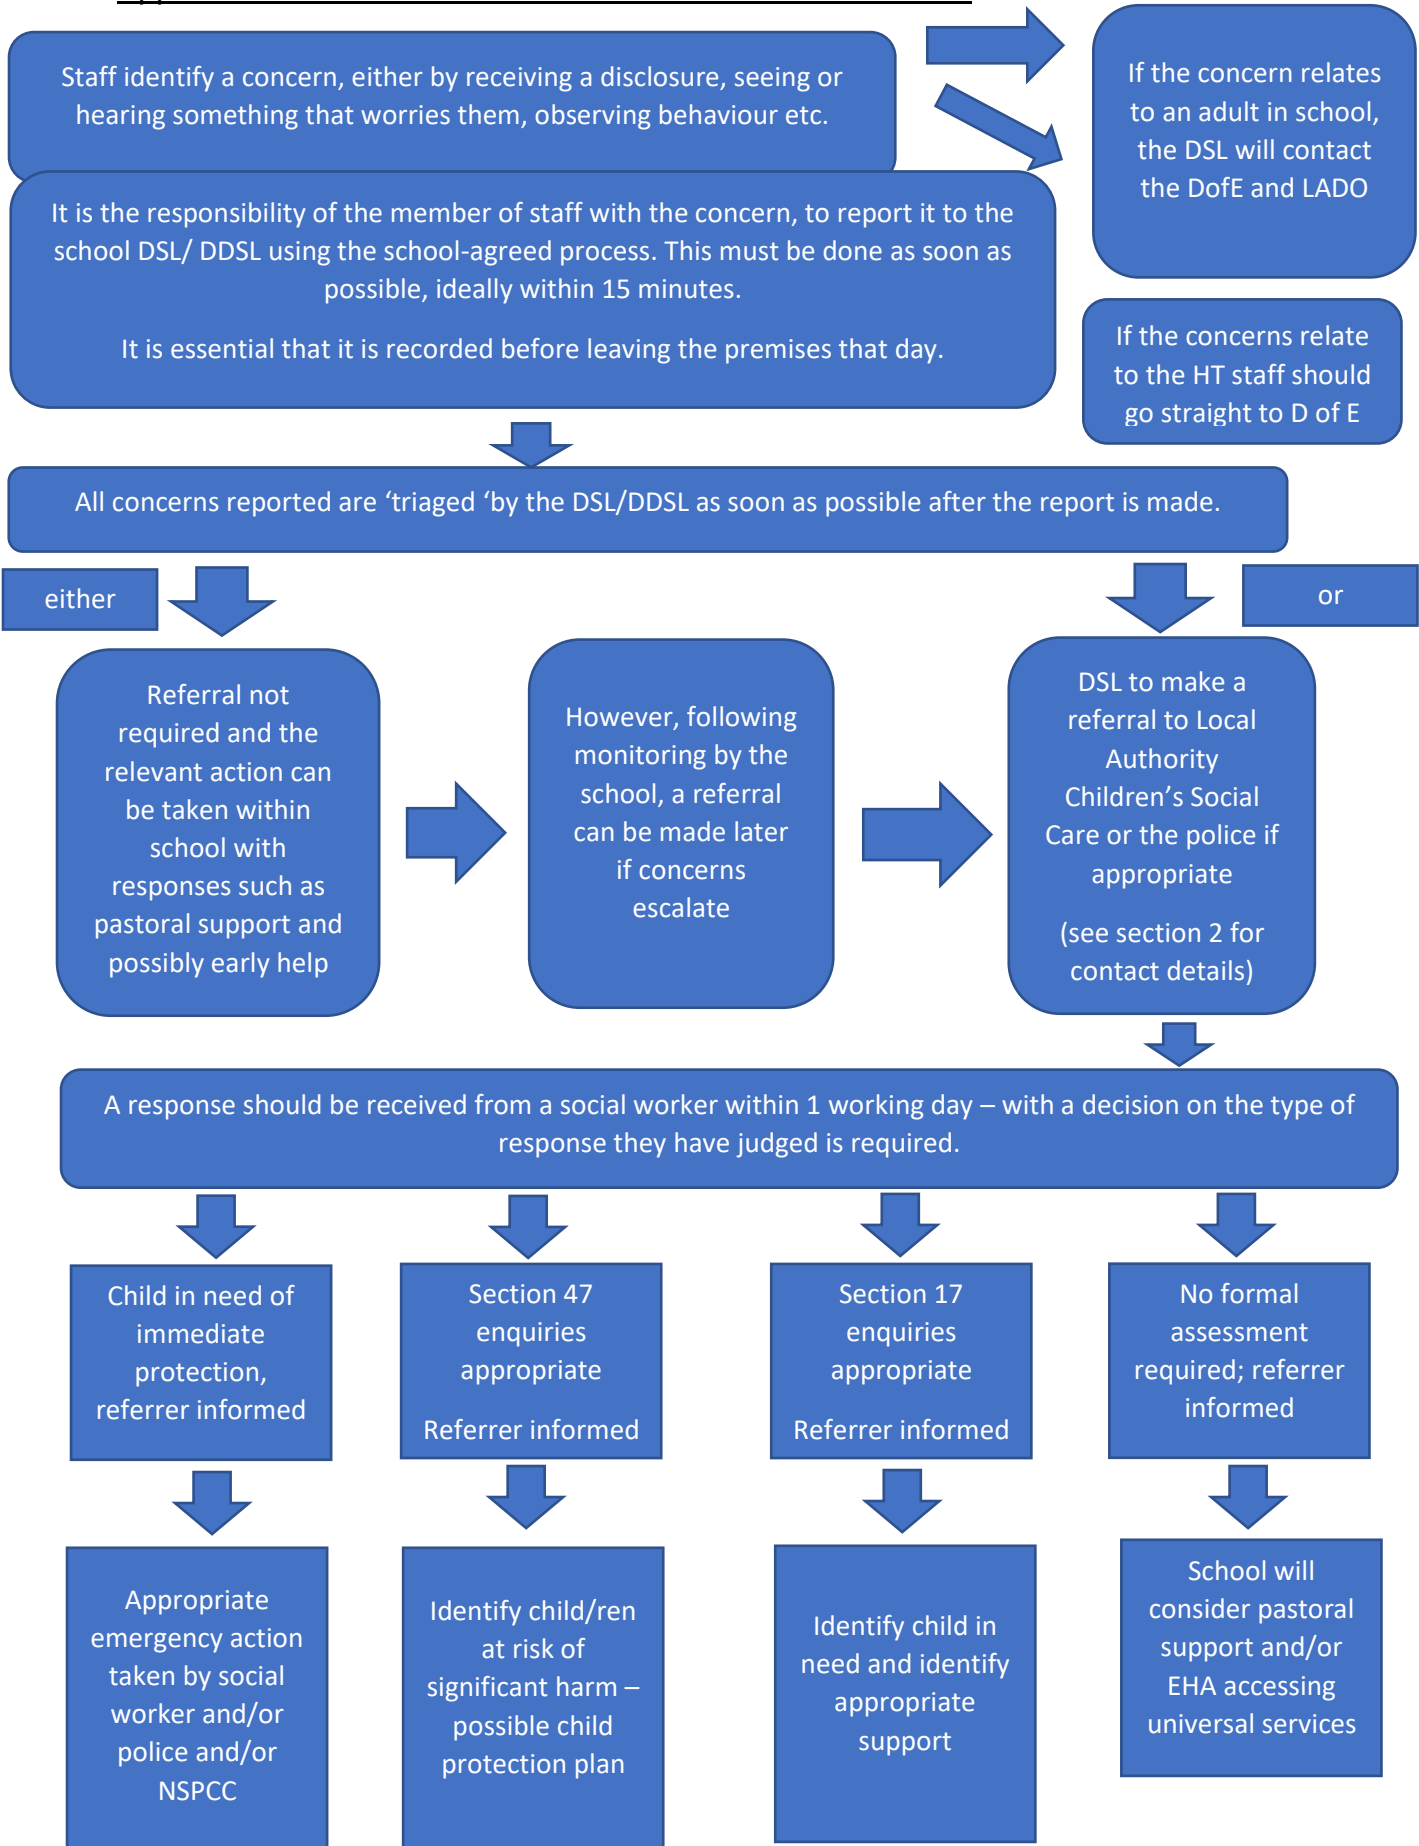 Staff identify a concern, either by receiving a disclosure, seeing or
hearing something that worries them, observing behaviour etc.
If the concern relates
to an adult in school,
the DSL will contact
the DofE and LADO
It is the responsibility of the member of staff with the concern, to report it to the
school DSL/ DDSL using the school-agreed process. This must be done as soon as
possible, ideally within 15 minutes.
It is essential that it is recorded before leaving the premises that day.
If the concerns relate
to the HT staff should
go straight to D of E
All concerns reported are ‘triaged ‘by the DSL/DDSL as soon as possible after the report is made.
either
or
Referral not
required and the
relevant action can
be taken within
school with
responses such as
pastoral support and
possibly early help
However, following
monitoring by the
school, a referral
can be made later
if concerns
escalate
DSL to make a
referral to Local
Authority
Children’s Social
Care or the police if
appropriate
(see section 2 for
contact details)
A response should be received from a social worker within 1 working day – with a decision on the type of
response they have judged is required.
Child in need of
immediate
protection,
referrer informed
Section 47
enquiries
appropriate
Referrer informed
Section 17
enquiries
appropriate
Referrer informed
No formal
assessment
required; referrer
informed
Appropriate
emergency action
taken by social
worker and/or
police and/or
NSPCC
Identify child/ren
at risk of
significant harm –
possible child
protection plan
Identify child in
need and identify
appropriate
support
School will
consider pastoral
support and/or
EHA accessing
universal services